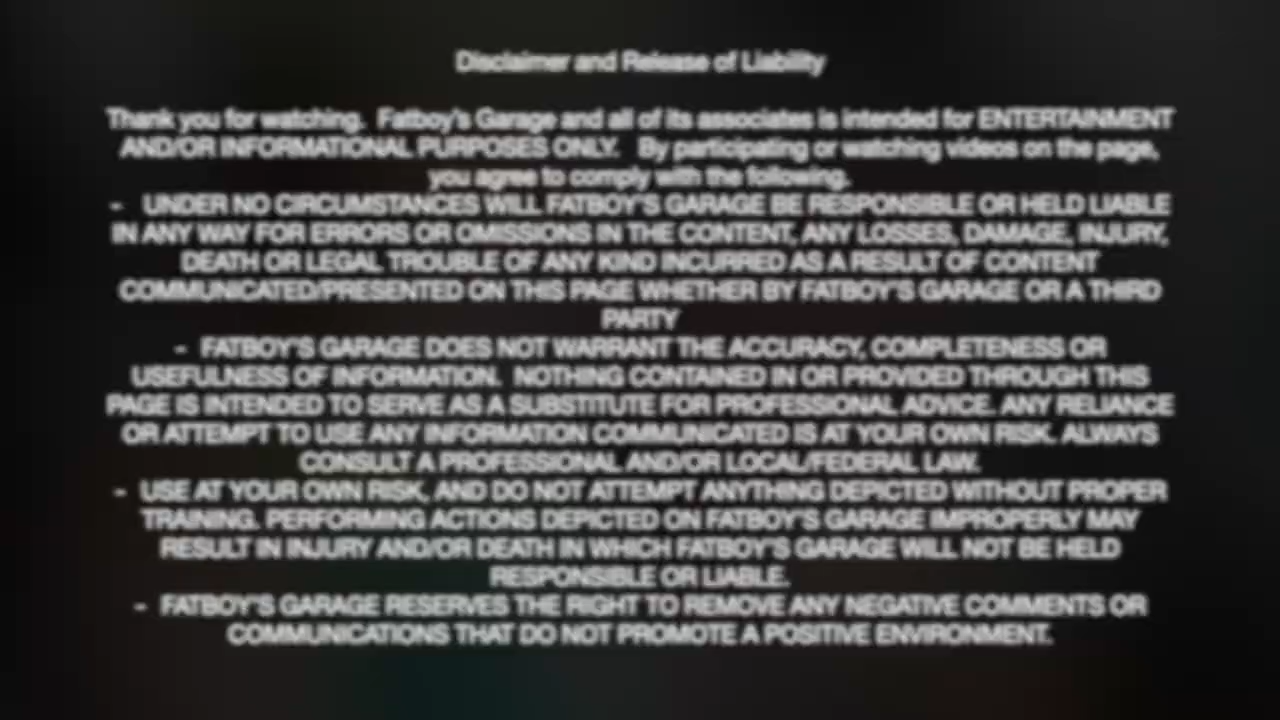 Disclaimer and Release of Liability
Thank you for watching.  Fatboy's Garage and all of its associates is intended for ENTERTAINMENT
AND/OR INFORMATIONAL PURPOSES ONLY.   By participating or watching videos on the page,
you agree to comply with the following.
-   UNDER NO CIRCUMSTANCES WILL FATBOY'S GARAGE BE RESPONSIBLE OR HELD LIABLE
IN ANY WAY FOR ERRORS OR OMISSIONS IN THE CONTENT, ANY LOSSES, DAMAGE, INJURY,
DEATH OR LEGAL TROUBLE OF ANY KIND INCURRED AS A RESULT OF CONTENT
COMMUNICATED/PRESENTED ON THIS PAGE WHETHER BY FATBOY'S GARAGE OR A THIRD
PARTY
-  FATBOY'S GARAGE DOES NOT WARRANT THE ACCURACY, COMPLETENESS OR
USEFULNESS OF INFORMATION.  NOTHING CONTAINED IN OR PROVIDED THROUGH THIS
PAGE IS INTENDED TO SERVE AS A SUBSTITUTE FOR PROFESSIONAL ADVICE. ANY RELIANCE
OR ATTEMPT TO USE ANY INFORMATION COMMUNICATED IS AT YOUR OWN RISK. ALWAYS
CONSULT A PROFESSIONAL AND/OR LOCAL/FEDERAL LAW.
-  USE AT YOUR OWN RISK, AND DO NOT ATTEMPT ANYTHING DEPICTED WITHOUT PROPER
TRAINING. PERFORMING ACTIONS DEPICTED ON FATBOY'S GARAGE IMPROPERLY MAY
RESULT IN INJURY AND/OR DEATH IN WHICH FATBOY'S GARAGE WILL NOT BE HELD
RESPONSIBLE OR LIABLE.
-  FATBOY'S GARAGE RESERVES THE RIGHT TO REMOVE ANY NEGATIVE COMMENTS OR
COMMUNICATIONS THAT DO NOT PROMOTE A POSITIVE ENVIRONMENT.